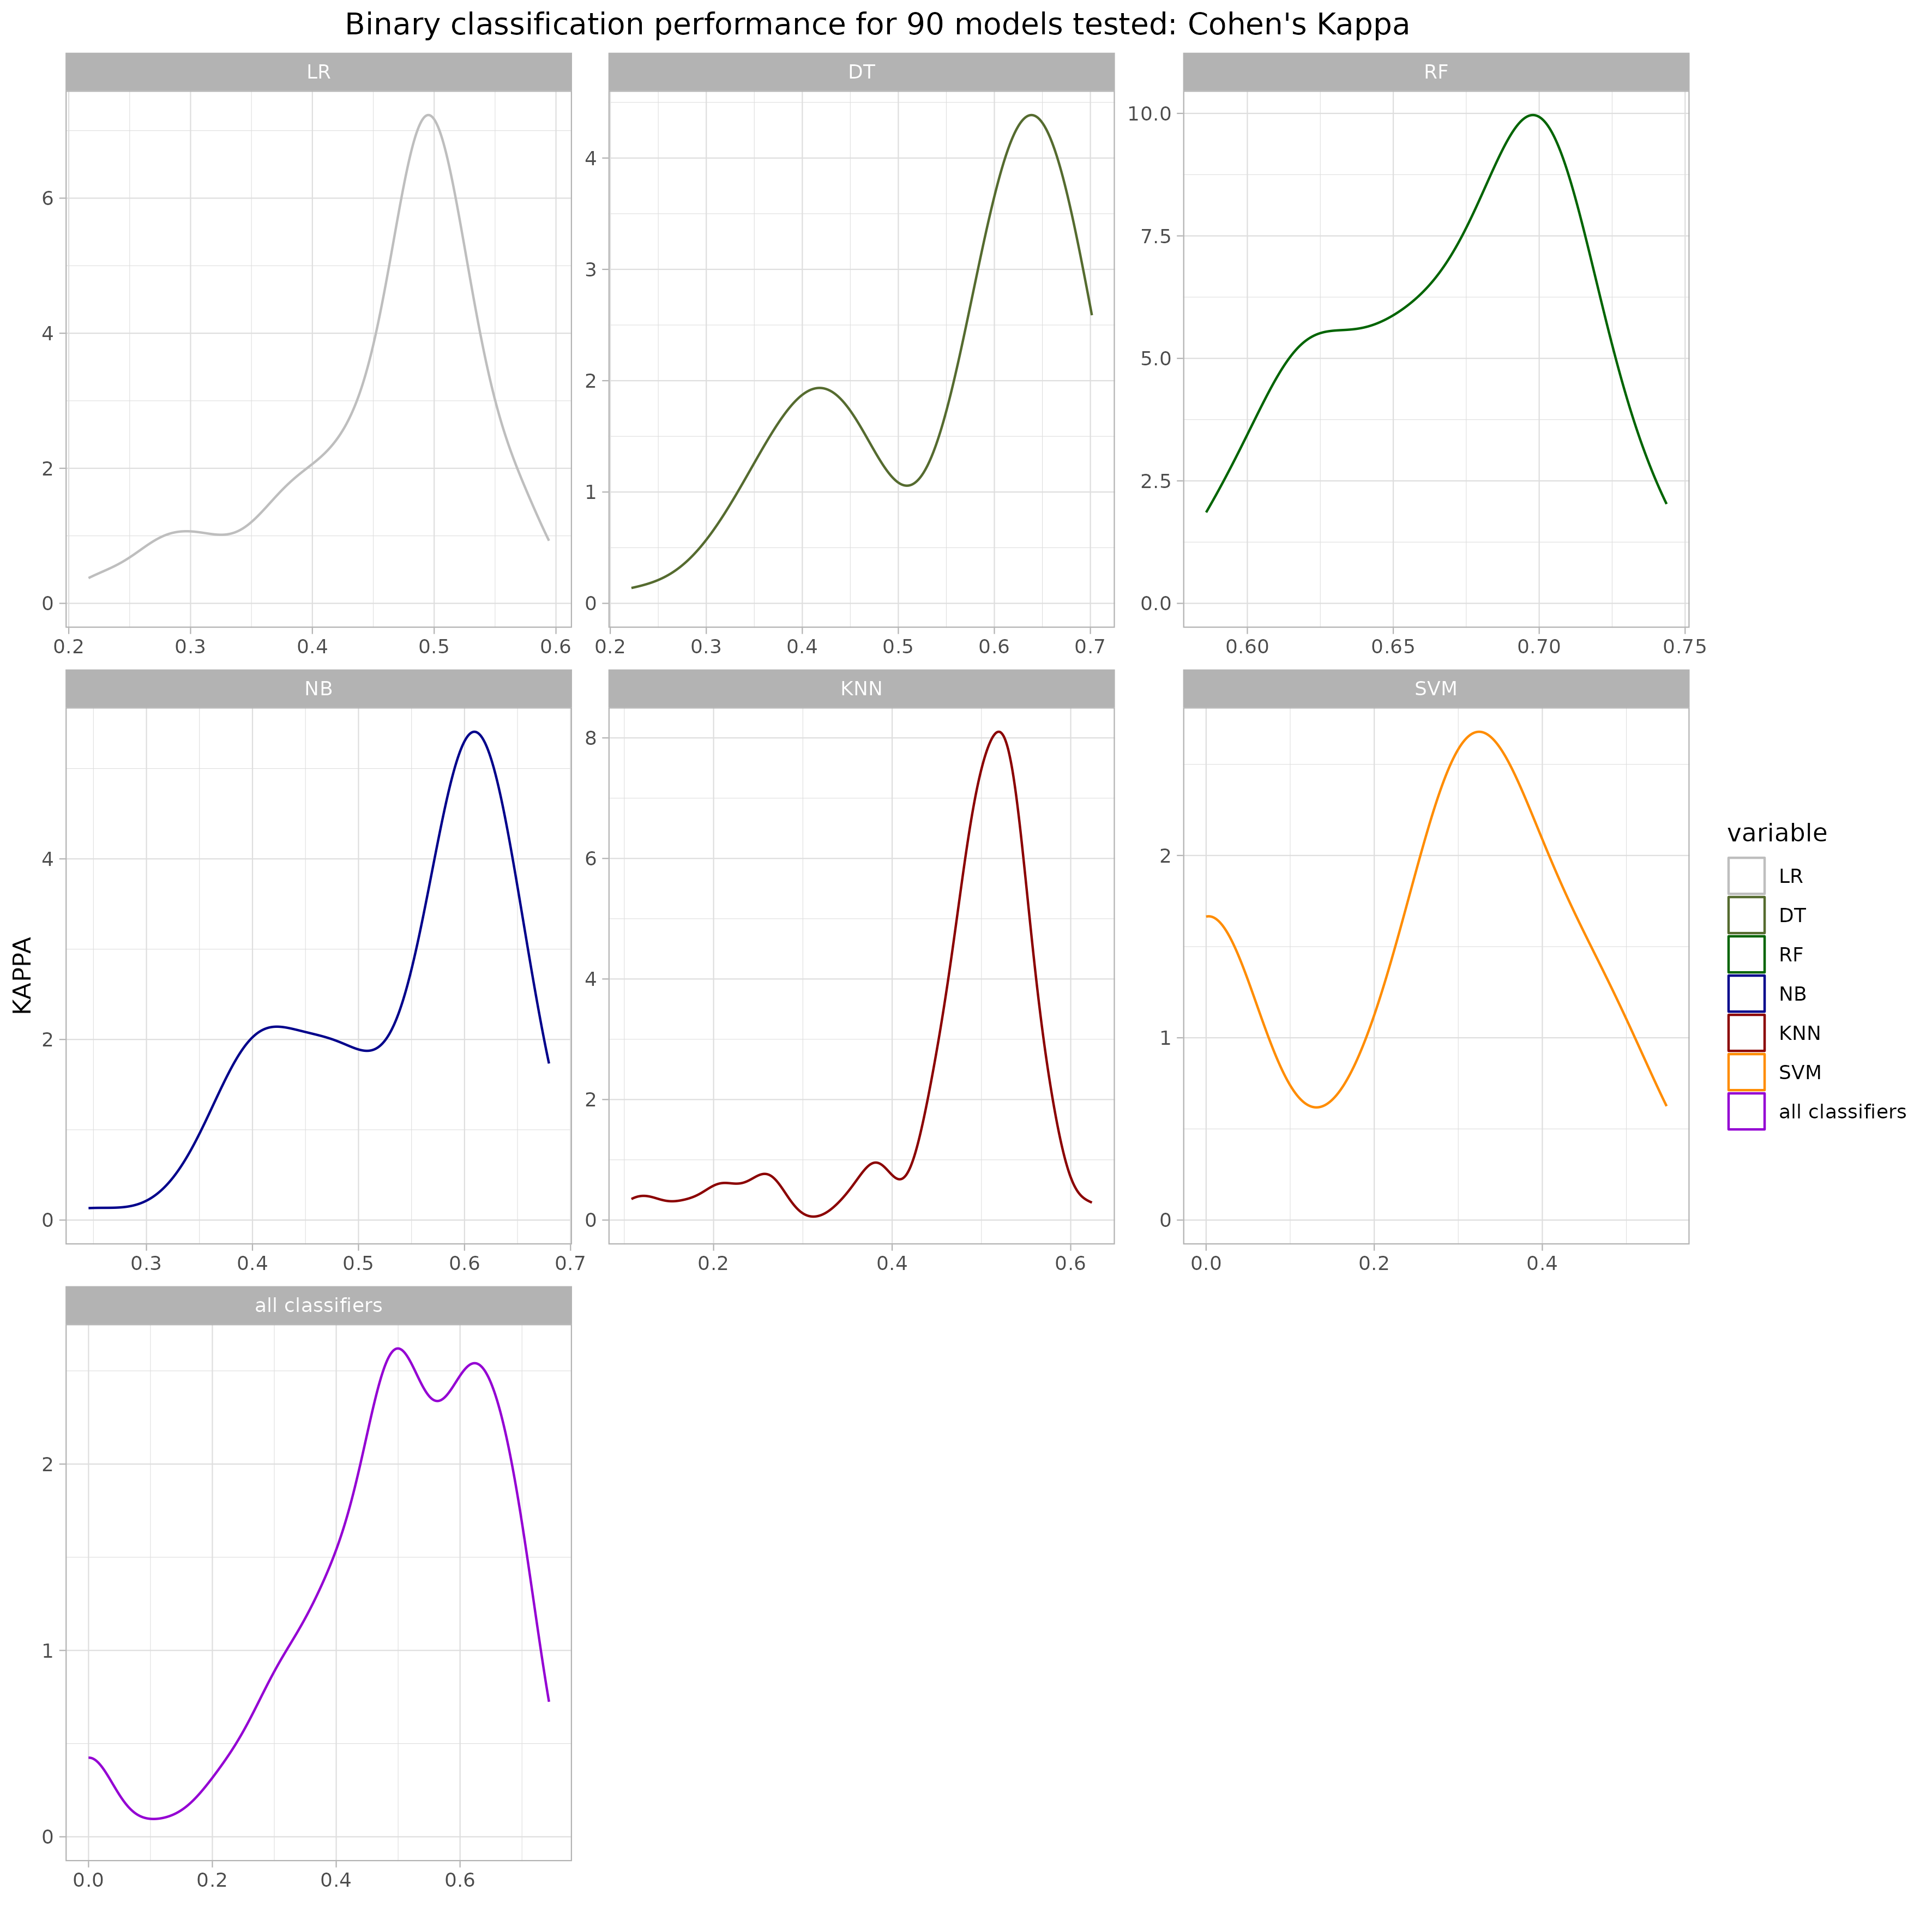 Binary classification performance for 90 models tested: Cohen's Kappa
LR
DT
RF
0
2
4
6
0.2 0.3 0.4 0.5 0.6
0
1
2
3
4
0.2 0.3 0.4 0.5 0.6 0.7
0.0
2.5
5.0
7.5
10.0
0.60 0.65 0.70 0.75
NB
KNN
SVM
0
2
4
0.3 0.4 0.5 0.6 0.7
0
2
4
6
8
0.2 0.4 0.6
0
1
2
0.0 0.2 0.4
all classifiers
0
1
2
0.0 0.2 0.4 0.6
KAPPA
variable
LR
DT
RF
NB
KNN
SVM
all classifiers